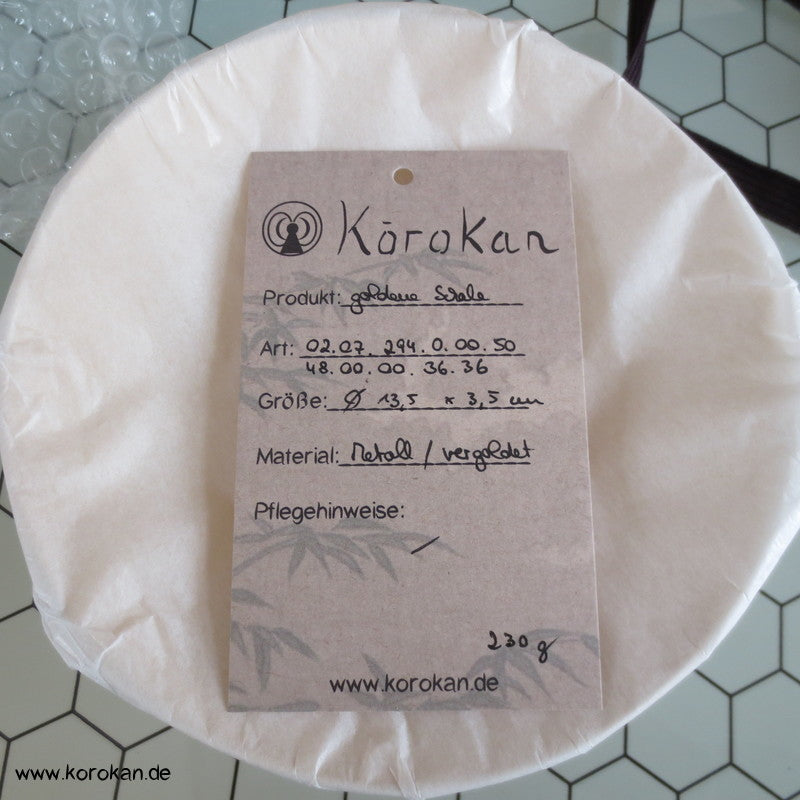 Kōrokan
Produkt: goldene Schale
Art: 02.07.294.0.00.50
48.00.00.36.36
Größe: Ø 13,5 x 3,5 cm
Material: Metall / vergoldet
Pflegehinweise: /
230 g
www.korokan.de
www.korokan.de